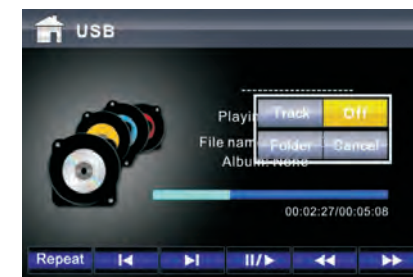 USB
Playin Track Off
File nam Folder Cancel
Album: None
00:02:27/00:05:08
Repeat